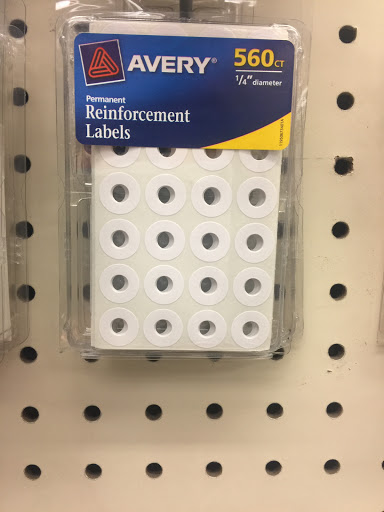 AVERY® 560 CT
1/4" diameter
Permanent
Reinforcement
Labels